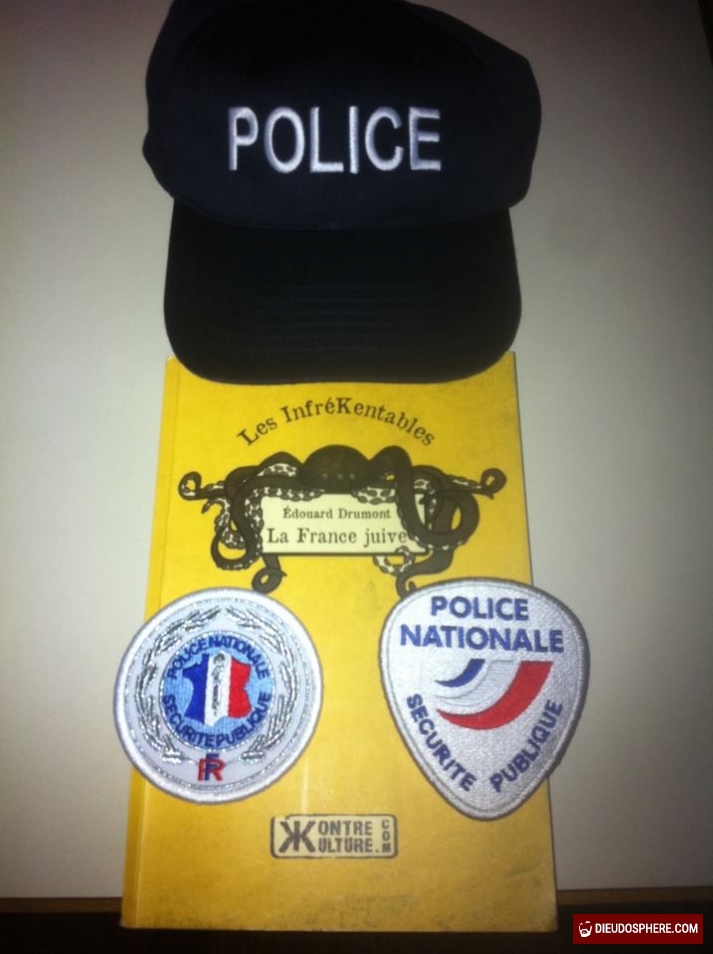 POLICE
Les InfréKentables
Édouard Drumont
La France juive
POLICE NATIONALE
SECURITE PUBLIQUE
RF
POLICE
NATIONALE
SECURITE PUBLIQUE
KONTRE
KULTURE.COM
DIEUDOSPHERE.COM